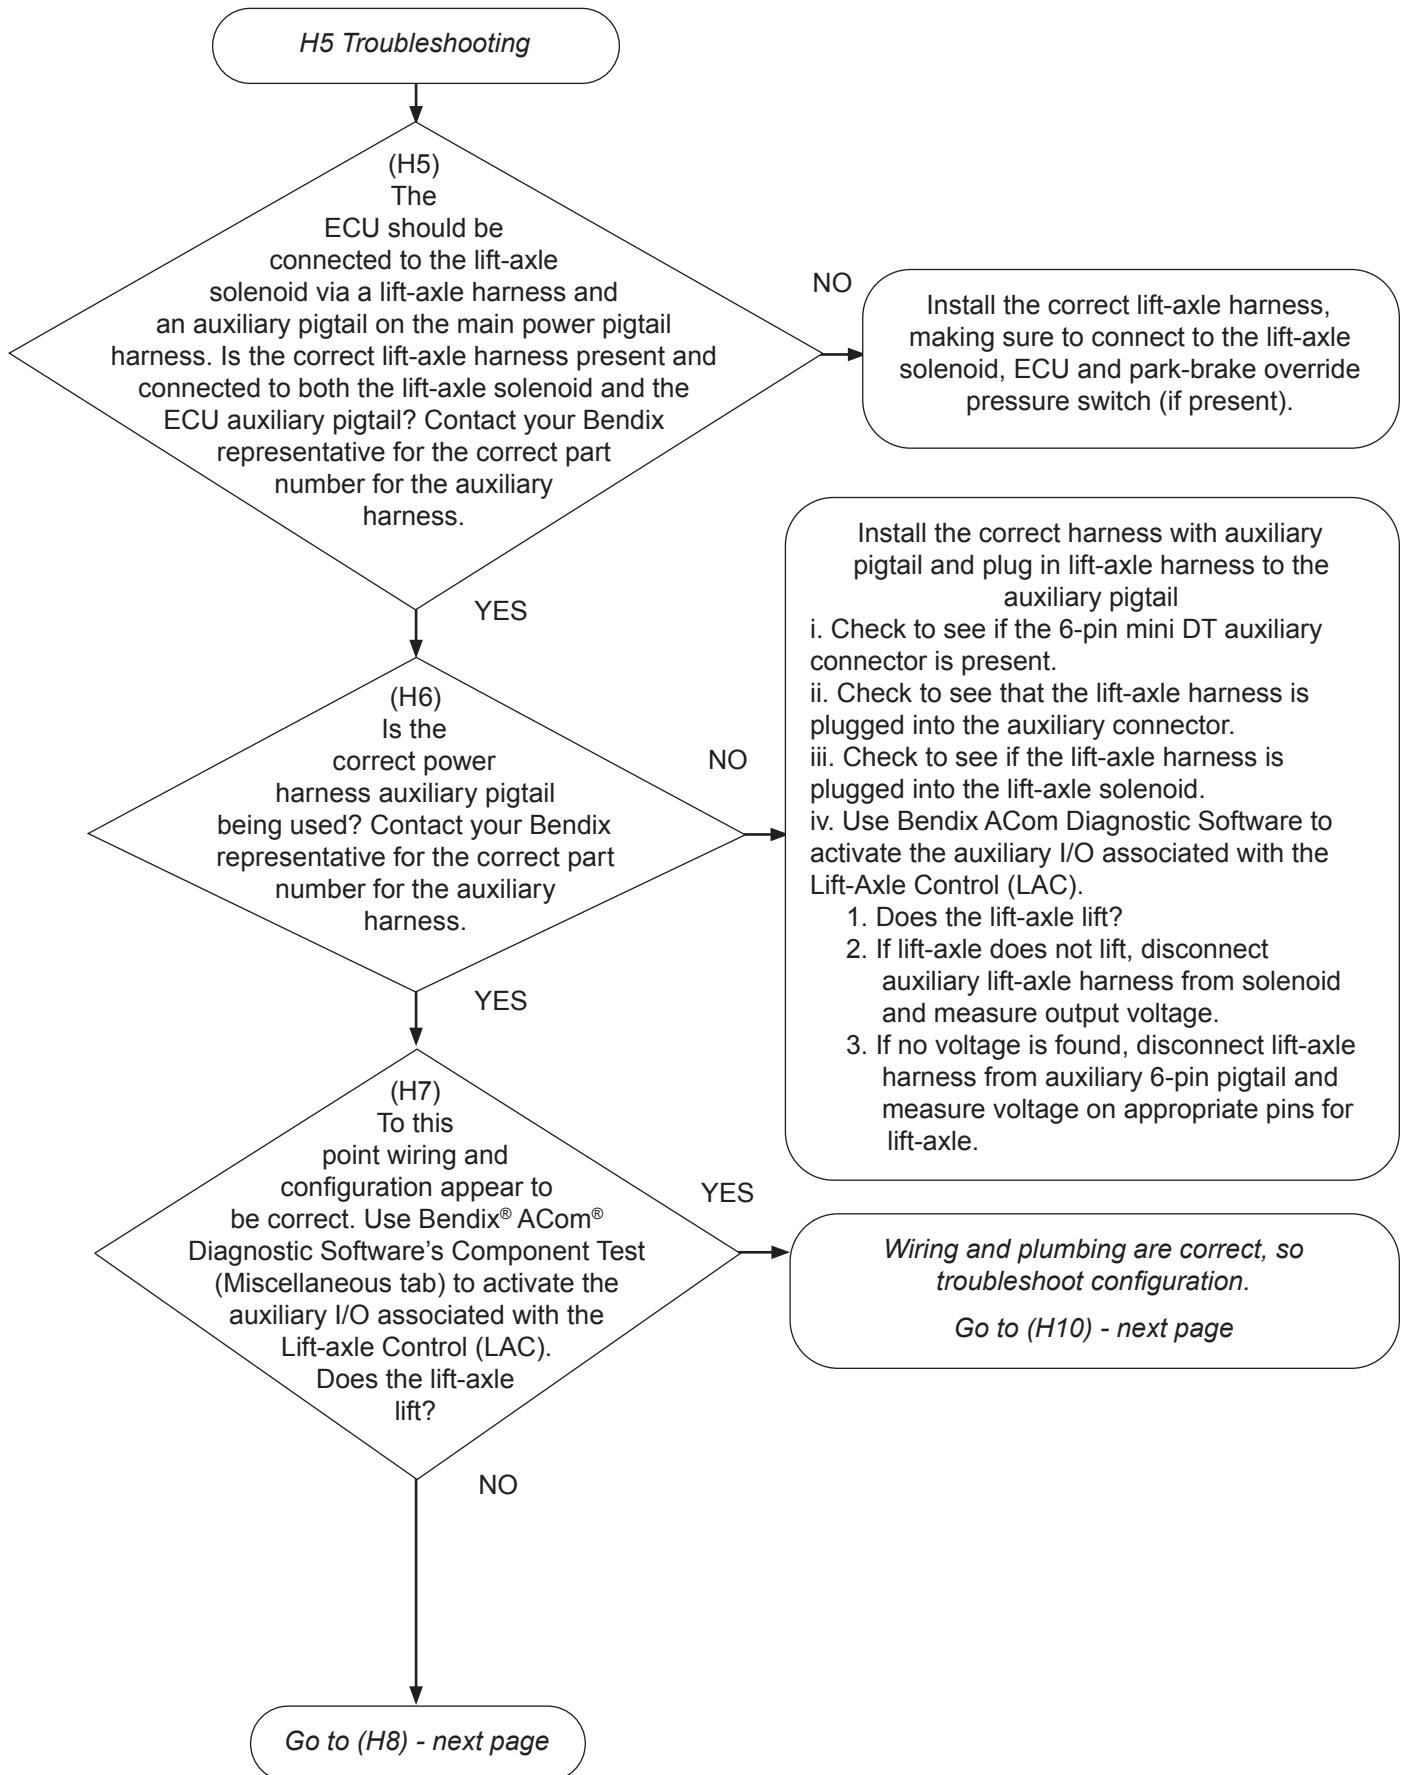 H5 Troubleshooting
(H5)
The
ECU should be
connected to the lift-axle
solenoid via a lift-axle harness and
an auxiliary pigtail on the main power pigtail
harness. Is the correct lift-axle harness present and
connected to both the lift-axle solenoid and the
ECU auxiliary pigtail? Contact your Bendix
representative for the correct part
number for the auxiliary
harness.
NO
Install the correct lift-axle harness,
making sure to connect to the lift-axle
solenoid, ECU and park-brake override
pressure switch (if present).
YES
(H6)
Is the
correct power
harness auxiliary pigtail
being used? Contact your Bendix
representative for the correct part
number for the auxiliary
harness.
NO
Install the correct harness with auxiliary
pigtail and plug in lift-axle harness to the
auxiliary pigtail
i. Check to see if the 6-pin mini DT auxiliary
connector is present.
ii. Check to see that the lift-axle harness is
plugged into the auxiliary connector.
iii. Check to see if the lift-axle harness is
plugged into the lift-axle solenoid.
iv. Use Bendix ACom Diagnostic Software to
activate the auxiliary I/O associated with the
Lift-Axle Control (LAC).
1. Does the lift-axle lift?
2. If lift-axle does not lift, disconnect
auxiliary lift-axle harness from solenoid
and measure output voltage.
3. If no voltage is found, disconnect lift-axle
harness from auxiliary 6-pin pigtail and
measure voltage on appropriate pins for
lift-axle.
YES
(H7)
To this
point wiring and
configuration appear to
be correct. Use Bendix® ACom®
Diagnostic Software's Component Test
(Miscellaneous tab) to activate the
auxiliary I/O associated with the
Lift-axle Control (LAC).
Does the lift-axle
lift?
YES
Wiring and plumbing are correct, so
troubleshoot configuration.
Go to (H10) - next page
NO
Go to (H8) - next page